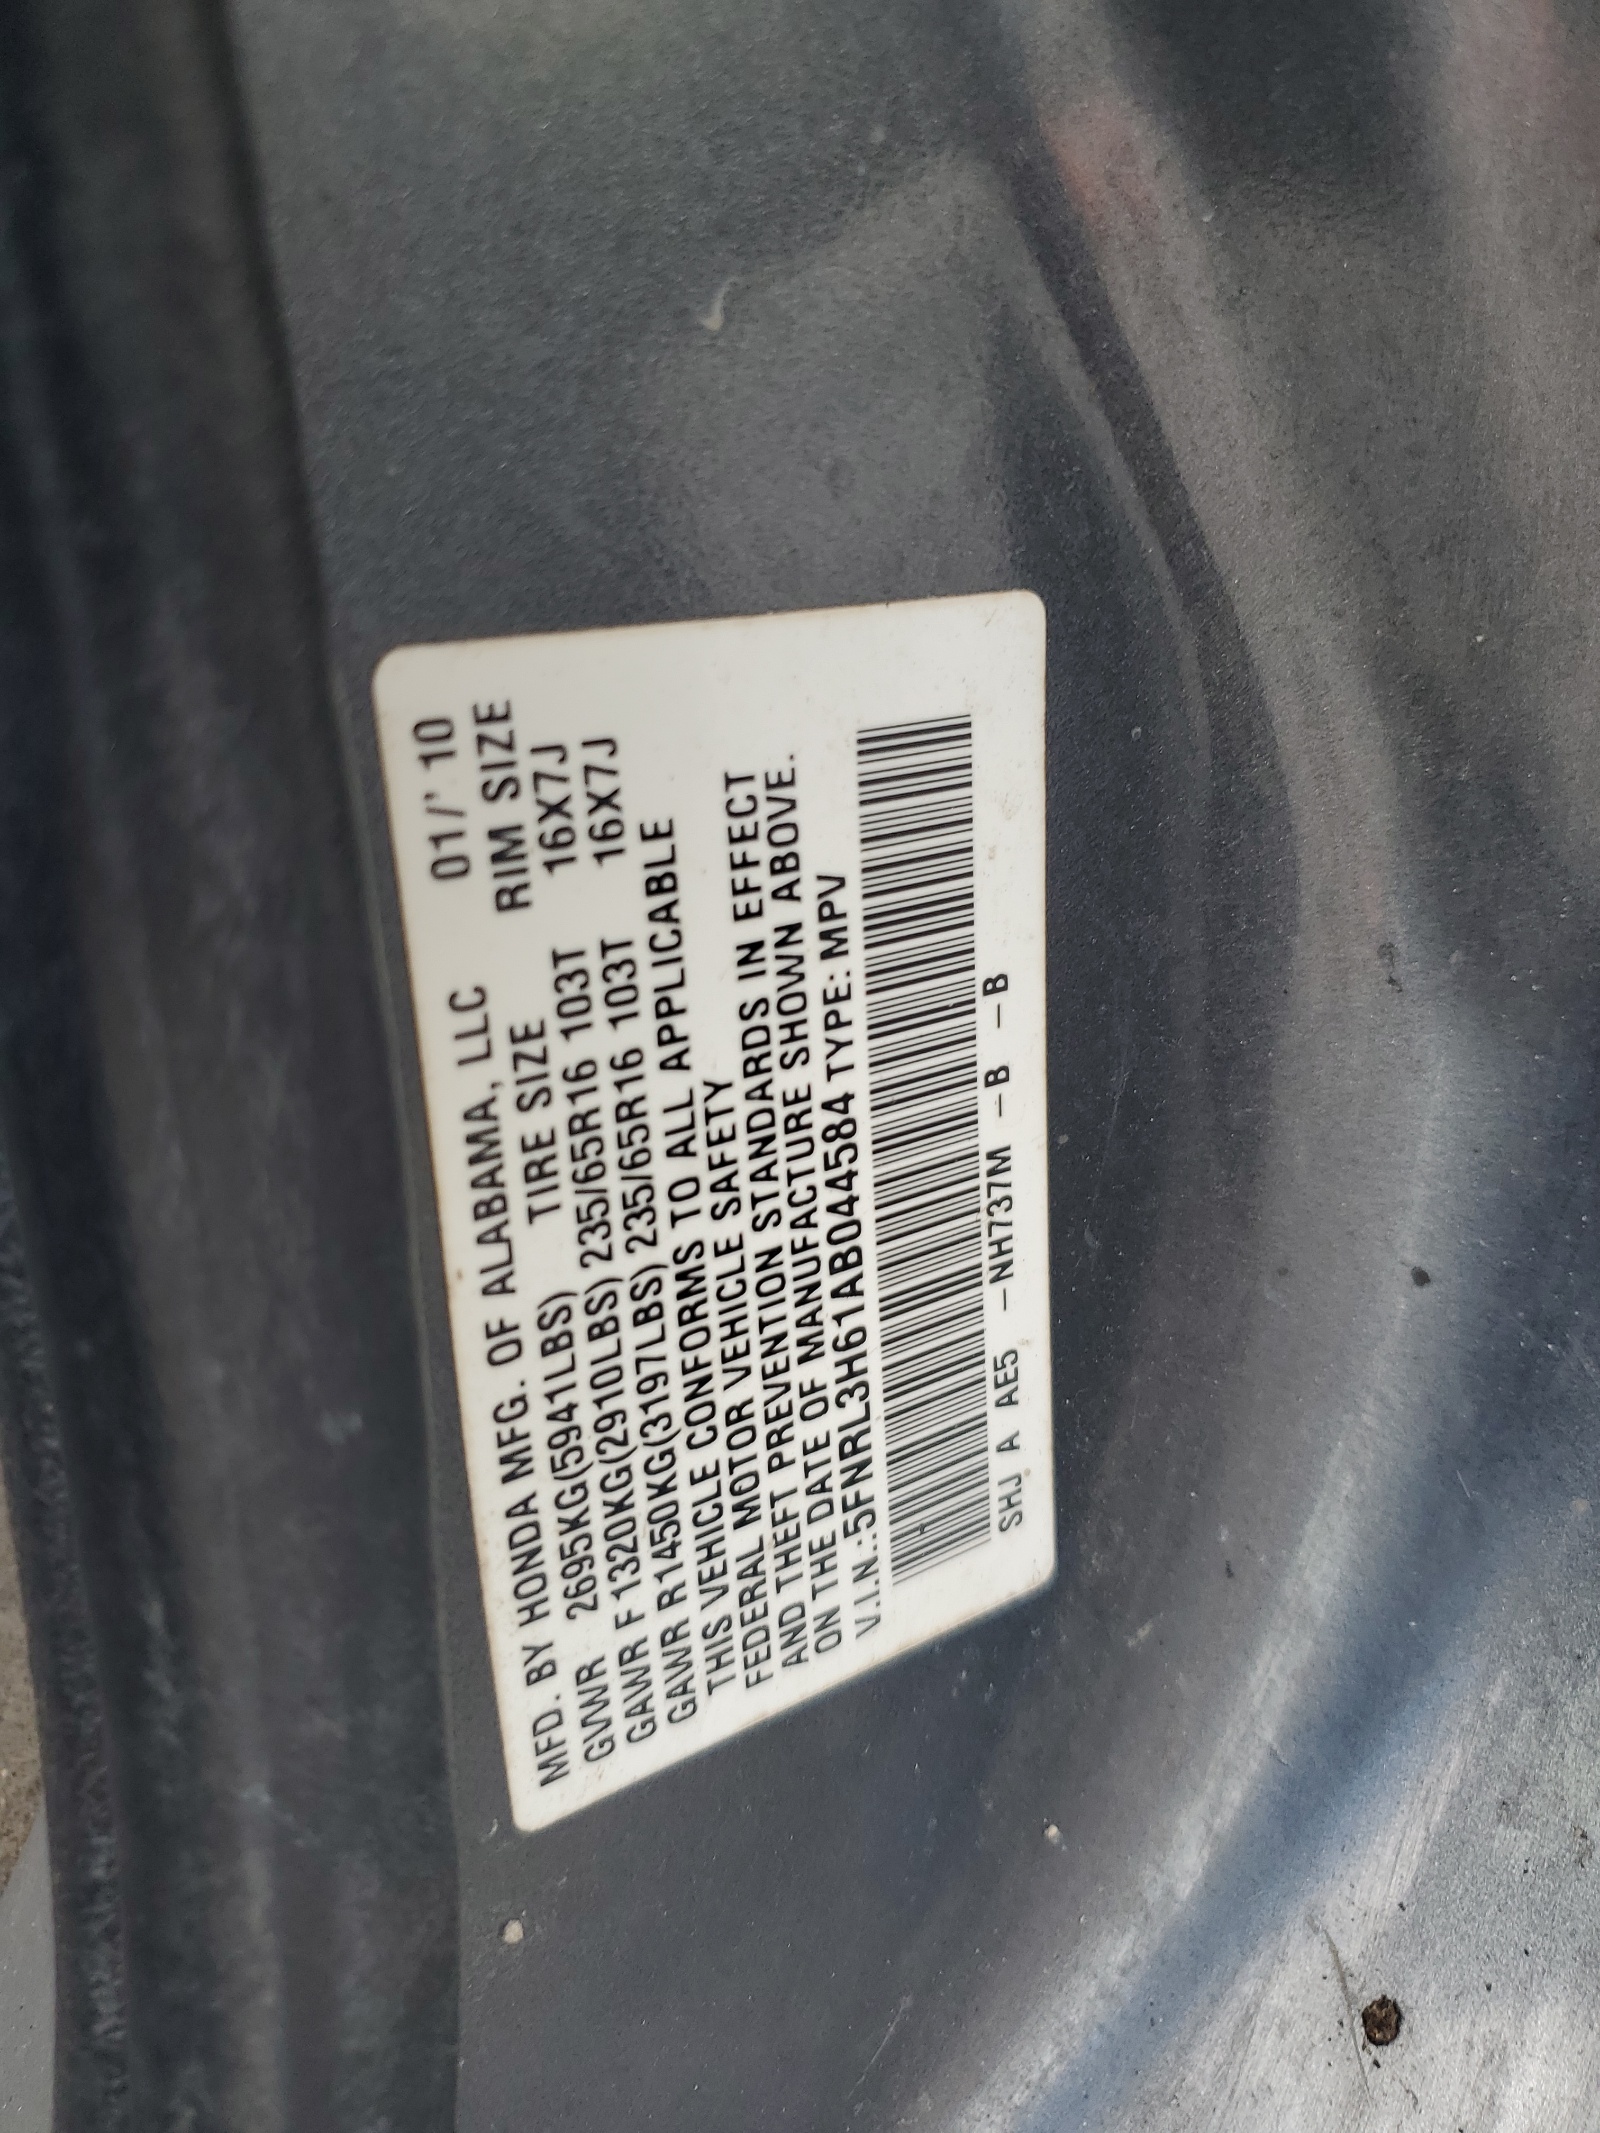 MFD. BY HONDA MFG. OF ALABAMA, LLC 01/' 10
GVWR 2695KG(5941LBS) TIRE SIZE RIM SIZE
GAWR F 1320KG(2910LBS) 235/65R16 103T 16X7J
GAWR R1450KG(3197LBS) 235/65R16 103T 16X7J
THIS VEHICLE CONFORMS TO ALL APPLICABLE
FEDERAL MOTOR VEHICLE SAFETY
AND THEFT PREVENTION STANDARDS IN EFFECT
ON THE DATE OF MANUFACTURE SHOWN ABOVE.
V.I.N.:5FNRL3H61AB044584 TYPE: MPV
SHJ A AE5 –NH737M –B –B